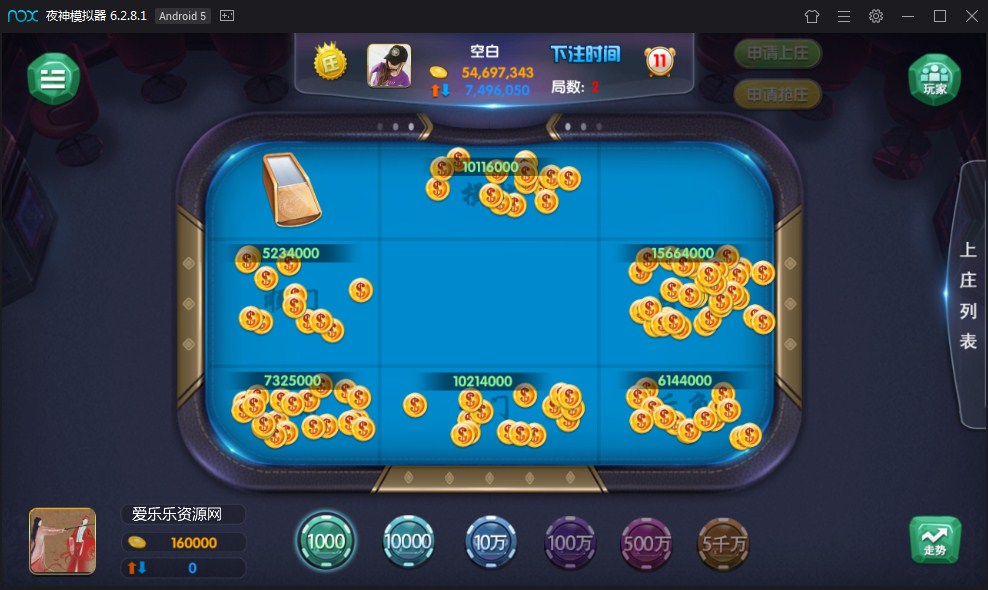 nox 夜神模拟器 6.2.8.1 Android 5
庄
空白
54,697,343
7,496,050
下注时间
局数: 2
11
申请上庄
申请抢庄
玩家
10116000
5234000
15664000
7325000
10214000
6144000
门
上庄列表
爱乐乐资源网
160000
0
1000
10000
10万
100万
500万
5千万
走势